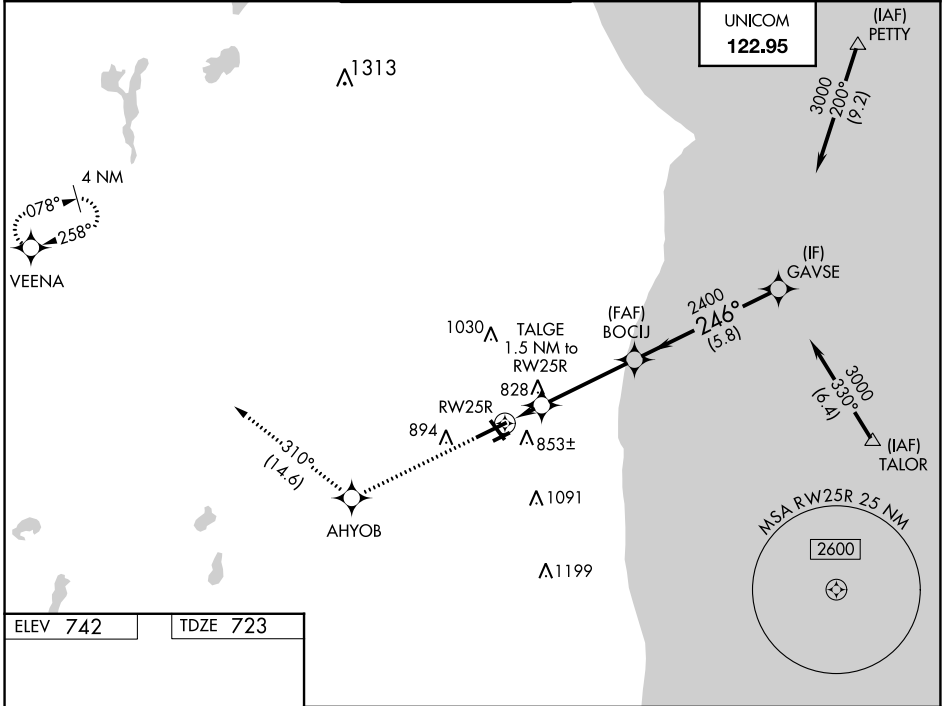 UNICOM
122.95
(IAF)
PETTY
3000
200°
(9.2)
1313
4 NM
078°
258°
VEENA
(IF)
GAVSE
2400
246°
(5.8)
(FAF)
BOCIJ
1030
TALGE
1.5 NM to
RW25R
828
RW25R
894
853±
3000
330°
(6.4)
(IAF)
TALOR
310°
(14.6)
AHYOB
1091
1199
MSA RW25R 25 NM
2600
ELEV 742
TDZE 723